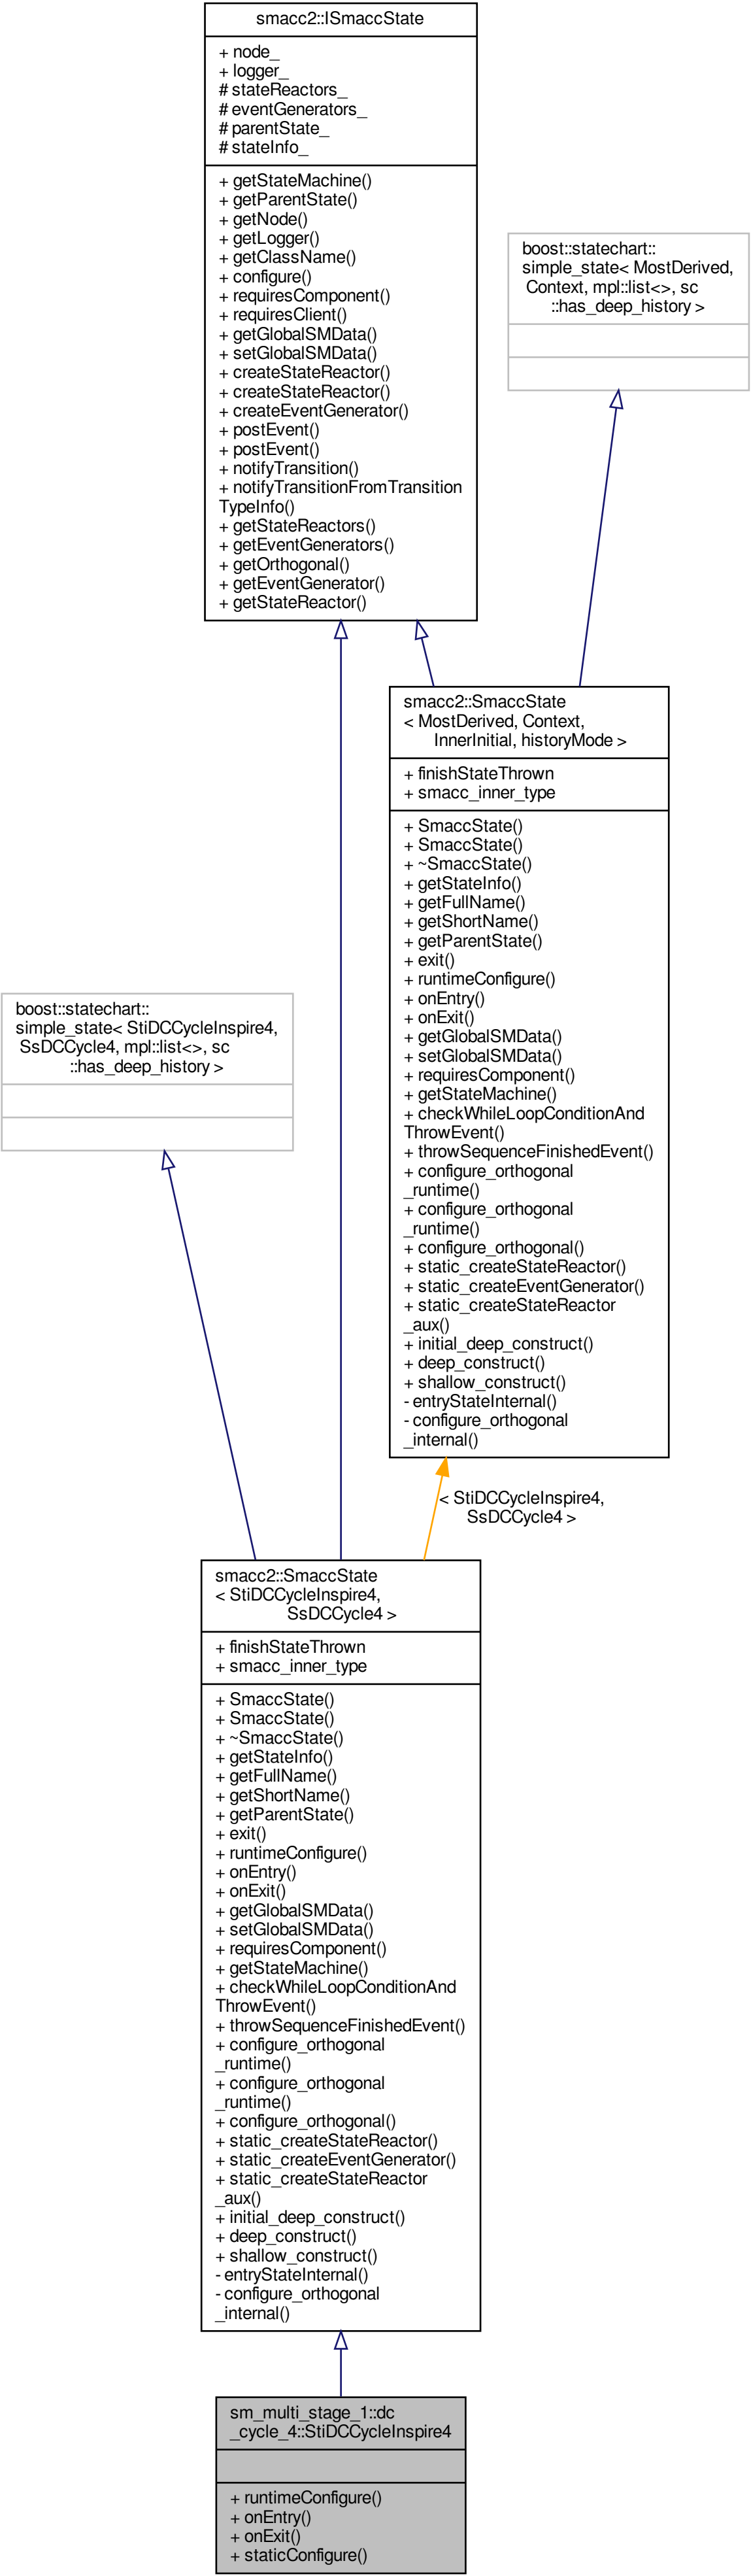 smacc2::ISmaccState
+ node_
+ logger_
# stateReactors_
# eventGenerators_
# parentState_
# stateInfo_
+ getStateMachine()
+ getParentState()
+ getNode()
+ getLogger()
+ getClassName()
+ configure()
+ requiresComponent()
+ requiresClient()
+ getGlobalSMData()
+ setGlobalSMData()
+ createStateReactor()
+ createStateReactor()
+ createEventGenerator()
+ postEvent()
+ postEvent()
+ notifyTransition()
+ notifyTransitionFromTransition
TypeInfo()
+ getStateReactors()
+ getEventGenerators()
+ getOrthogonal()
+ getEventGenerator()
+ getStateReactor()
boost::statechart::
simple_state< MostDerived,
Context, mpl::list<>, sc
::has_deep_history >
smacc2::SmaccState
< MostDerived, Context,
InnerInitial, historyMode >
+ finishStateThrown
+ smacc_inner_type
+ SmaccState()
+ SmaccState()
+ ~SmaccState()
+ getStateInfo()
+ getFullName()
+ getShortName()
+ getParentState()
+ exit()
+ runtimeConfigure()
+ onEntry()
+ onExit()
+ getGlobalSMData()
+ setGlobalSMData()
+ requiresComponent()
+ getStateMachine()
+ checkWhileLoopConditionAnd
ThrowEvent()
+ throwSequenceFinishedEvent()
+ configure_orthogonal
_runtime()
+ configure_orthogonal
_runtime()
+ configure_orthogonal()
+ static_createStateReactor()
+ static_createEventGenerator()
+ static_createStateReactor
_aux()
+ initial_deep_construct()
+ deep_construct()
+ shallow_construct()
- entryStateInternal()
- configure_orthogonal
_internal()
boost::statechart::
simple_state< StiDCCycleInspire4,
SsDCCycle4, mpl::list<>, sc
::has_deep_history >
< StiDCCycleInspire4,
SsDCCycle4 >
smacc2::SmaccState
< StiDCCycleInspire4,
SsDCCycle4 >
+ finishStateThrown
+ smacc_inner_type
+ SmaccState()
+ SmaccState()
+ ~SmaccState()
+ getStateInfo()
+ getFullName()
+ getShortName()
+ getParentState()
+ exit()
+ runtimeConfigure()
+ onEntry()
+ onExit()
+ getGlobalSMData()
+ setGlobalSMData()
+ requiresComponent()
+ getStateMachine()
+ checkWhileLoopConditionAnd
ThrowEvent()
+ throwSequenceFinishedEvent()
+ configure_orthogonal
_runtime()
+ configure_orthogonal
_runtime()
+ configure_orthogonal()
+ static_createStateReactor()
+ static_createEventGenerator()
+ static_createStateReactor
_aux()
+ initial_deep_construct()
+ deep_construct()
+ shallow_construct()
- entryStateInternal()
- configure_orthogonal
_internal()
sm_multi_stage_1::dc
_cycle_4::StiDCCycleInspire4
+ runtimeConfigure()
+ onEntry()
+ onExit()
+ staticConfigure()